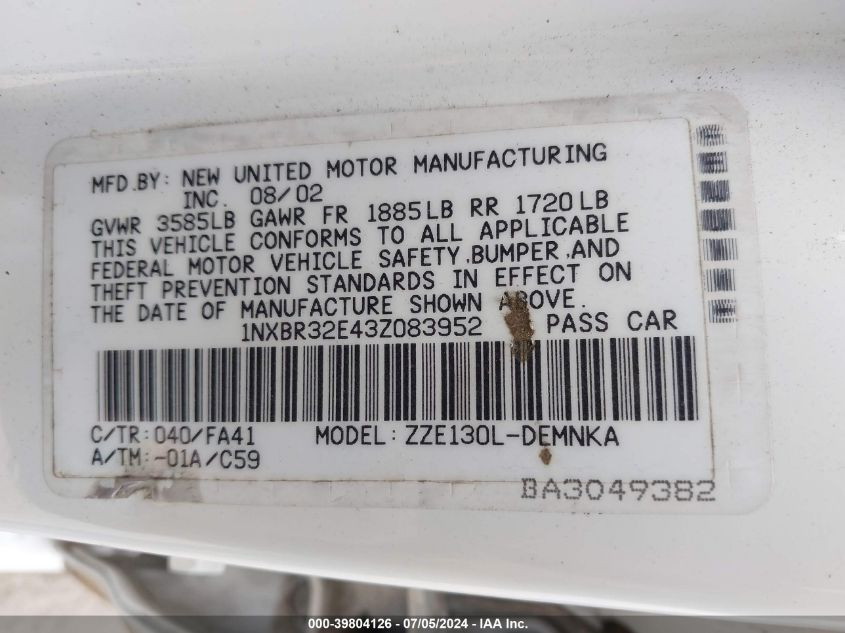 MFD.BY: NEW UNITED MOTOR MANUFACTURING
INC. 08/02
GVWR 3585LB GAWR FR 1885LB RR 1720LB
THIS VEHICLE CONFORMS TO ALL APPLICABLE
FEDERAL MOTOR VEHICLE SAFETY,BUMPER,AND
THEFT PREVENTION STANDARDS IN EFFECT ON
THE DATE OF MANUFACTURE SHOWN ABOVE.
1NXBR32E43Z083952 PASS CAR
C/TR:040/FA41 MODEL:ZZE130L-DEMNKA
A/TM:-01A/C59
BA3049382
000-39804126 - 07/05/2024 - IAAI Inc.